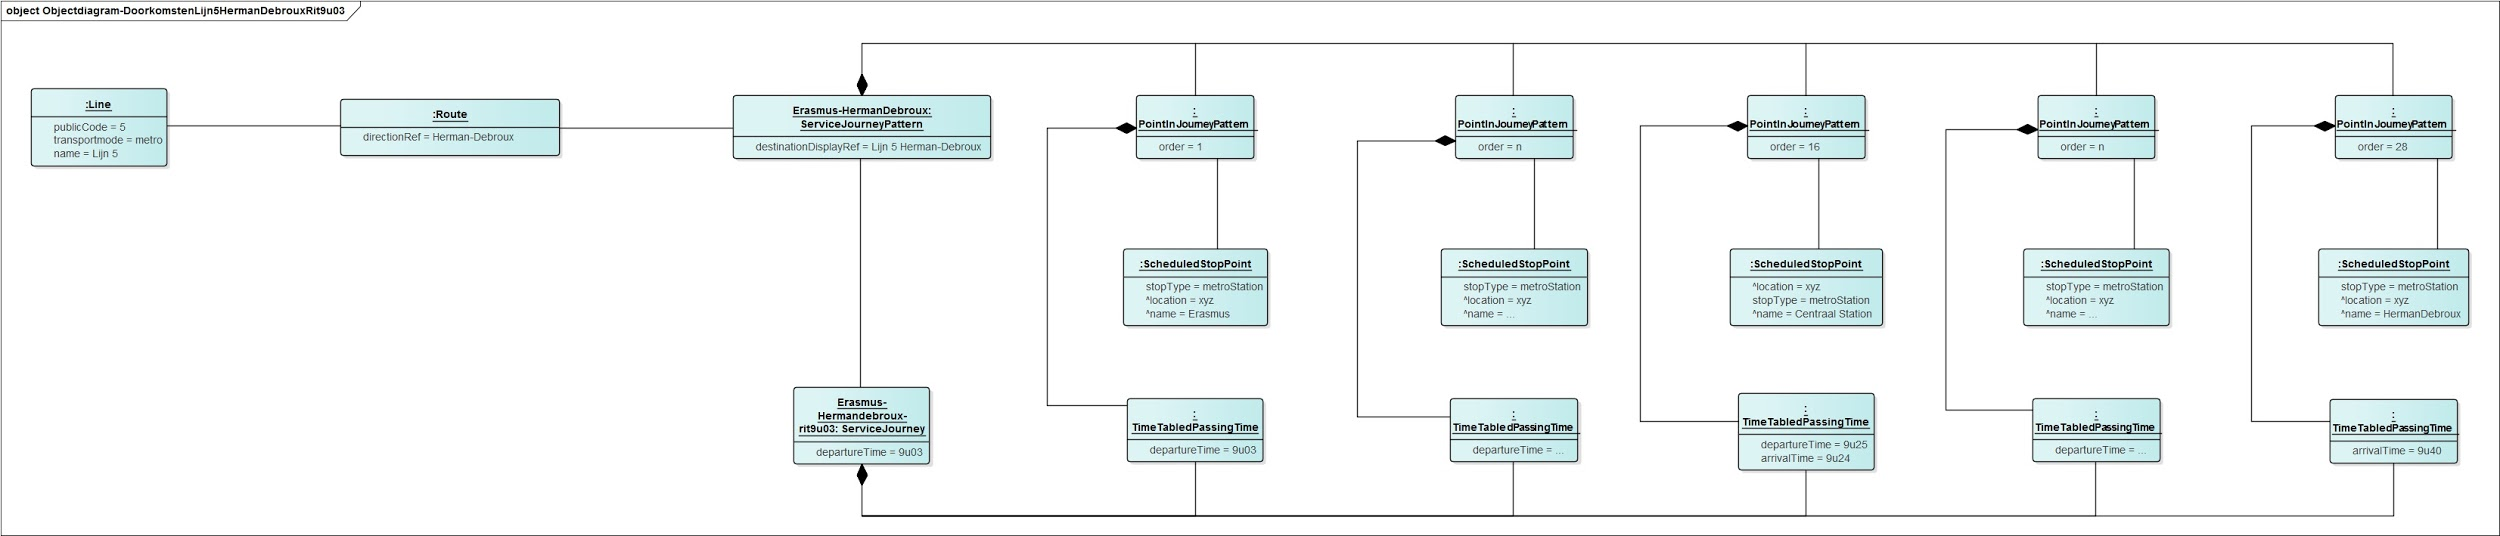 object Objectdiagram-DoorkomstenLijn5HermanDebrouxRit9u03
:Line
publicCode = 5
transportmode = metro
name = Lijn 5
:Route
directionRef = Herman-Debroux
Erasmus-HermanDebroux:
ServiceJourneyPattern
destinationDisplayRef = Lijn 5 Herman-Debroux
:
PointInJourneyPattern
order = 1
:
PointInJourneyPattern
order = n
:
PointInJourneyPattern
order = 16
:
PointInJourneyPattern
order = n
:
PointInJourneyPattern
order = 28
:ScheduledStopPoint
stopType = metroStation
^location = xyz
^name = Erasmus
:ScheduledStopPoint
stopType = metroStation
^location = xyz
^name = ...
:ScheduledStopPoint
^location = xyz
stopType = metroStation
^name = Centraal Station
:ScheduledStopPoint
stopType = metroStation
^location = xyz
^name = ...
:ScheduledStopPoint
stopType = metroStation
^location = xyz
^name = HermanDebroux
Erasmus-
Hermandebroux-
rit9u03: ServiceJourney
departureTime = 9u03
:
TimeTabledPassingTime
departureTime = 9u03
:
TimeTabledPassingTime
departureTime = ...
:
TimeTabledPassingTime
departureTime = 9u25
arrivalTime = 9u24
:
TimeTabledPassingTime
departureTime = ...
:
TimeTabledPassingTime
arrivalTime = 9u40